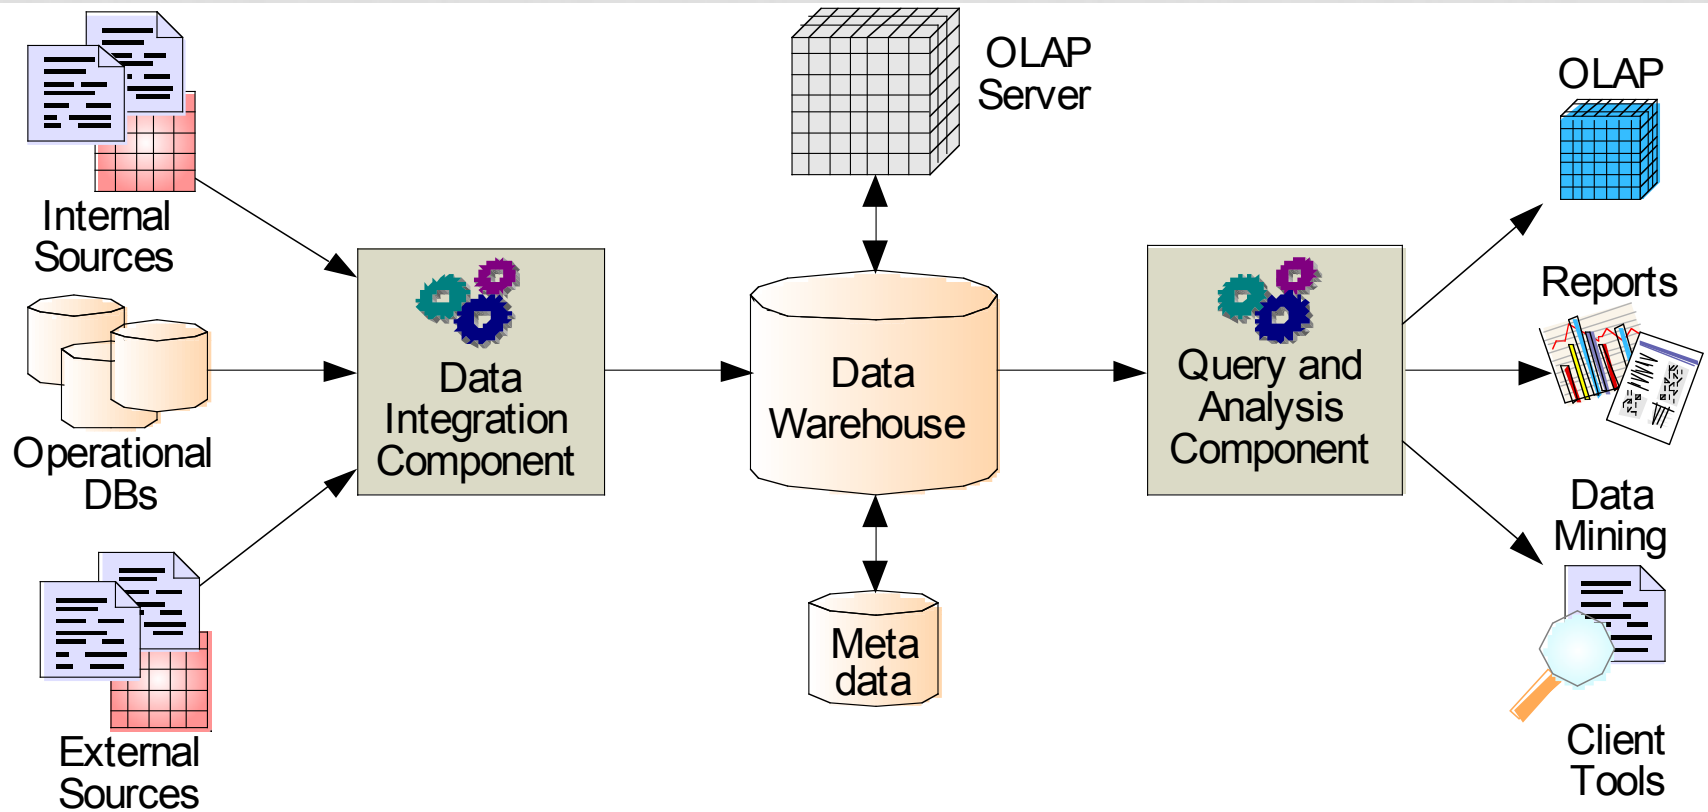 Internal
Sources
Operational
DBs
External
Sources
Data
Integration
Component
OLAP
Server
Data
Warehouse
Meta
data
Query and
Analysis
Component
OLAP
Reports
Data
Mining
Client
Tools